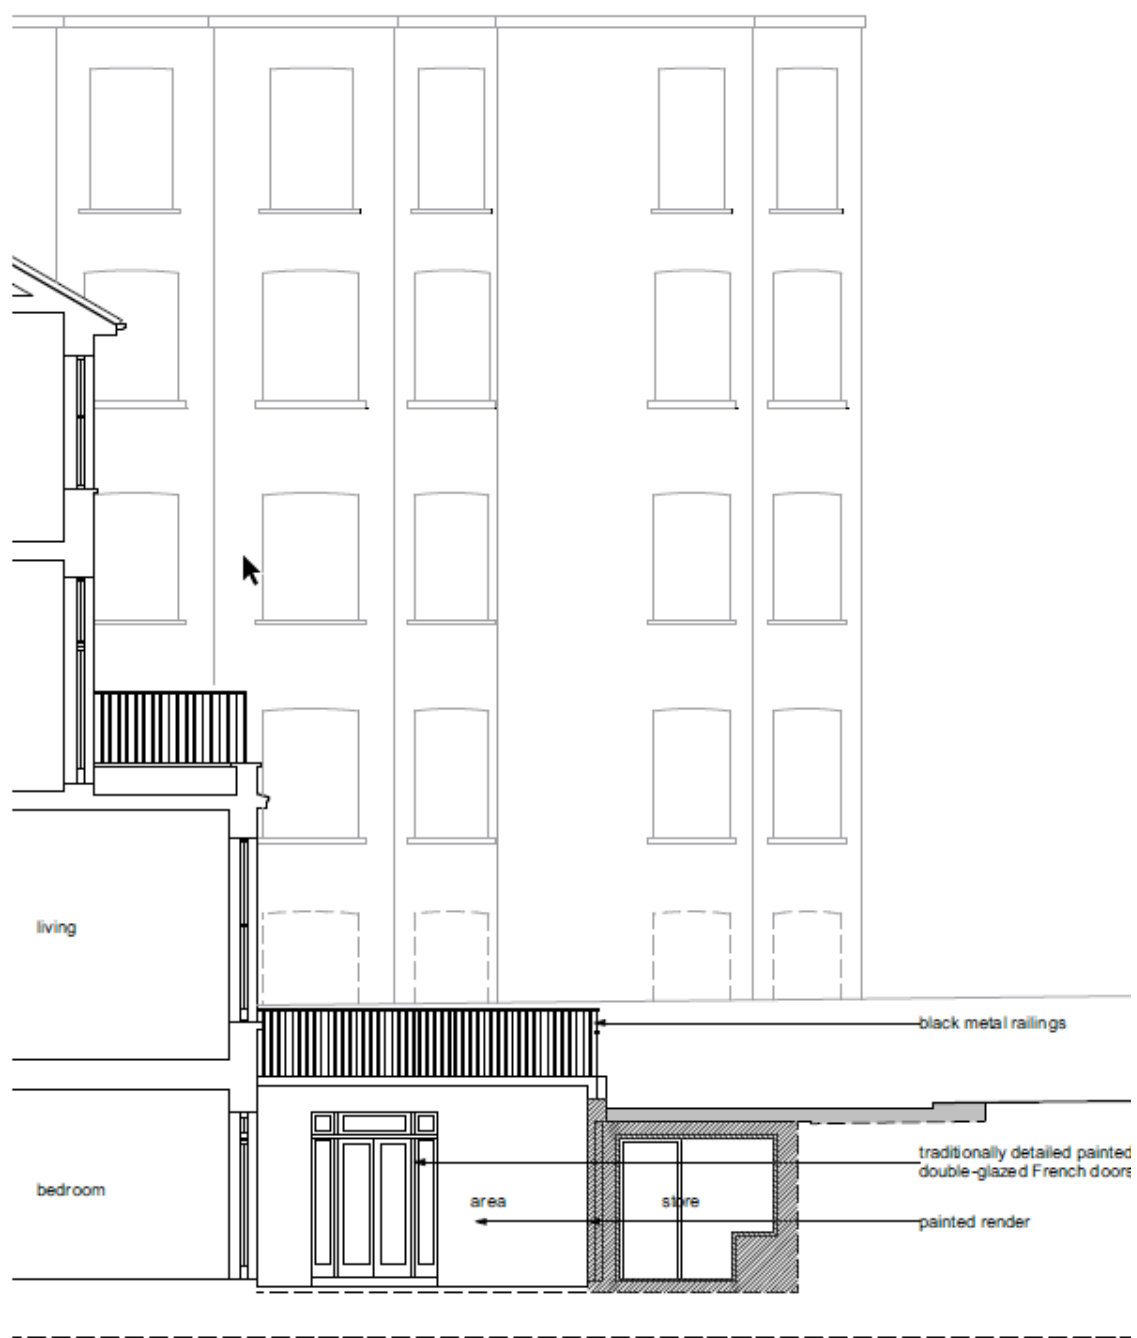 living
black metal railings
traditionally detailed painted
double-glazed French doors
bedroom
area
store
painted render